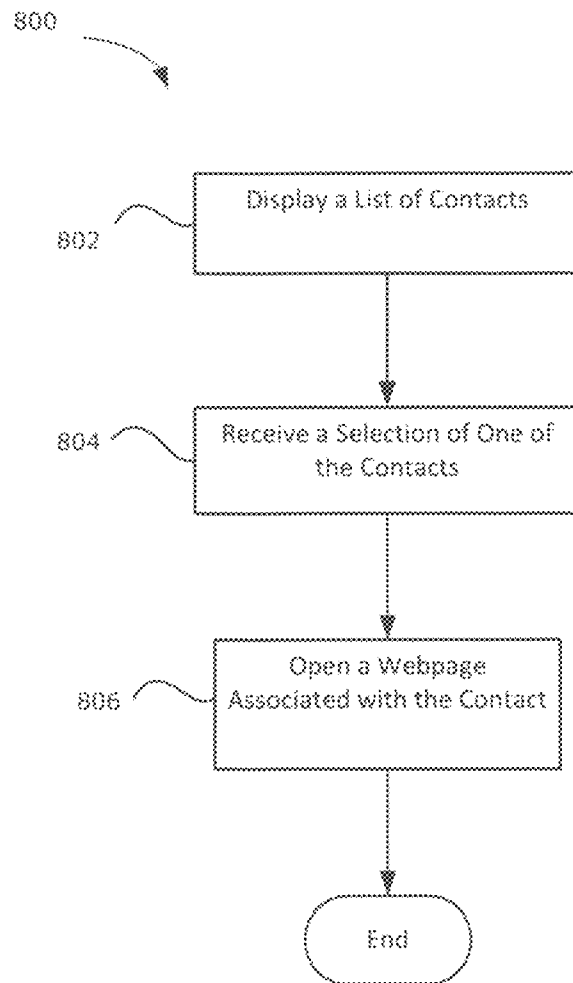 800
Display a List of Contacts
802
Receive a Selection of One of
the Contacts
804
Open a Webpage
Associated with the Contact
806
End